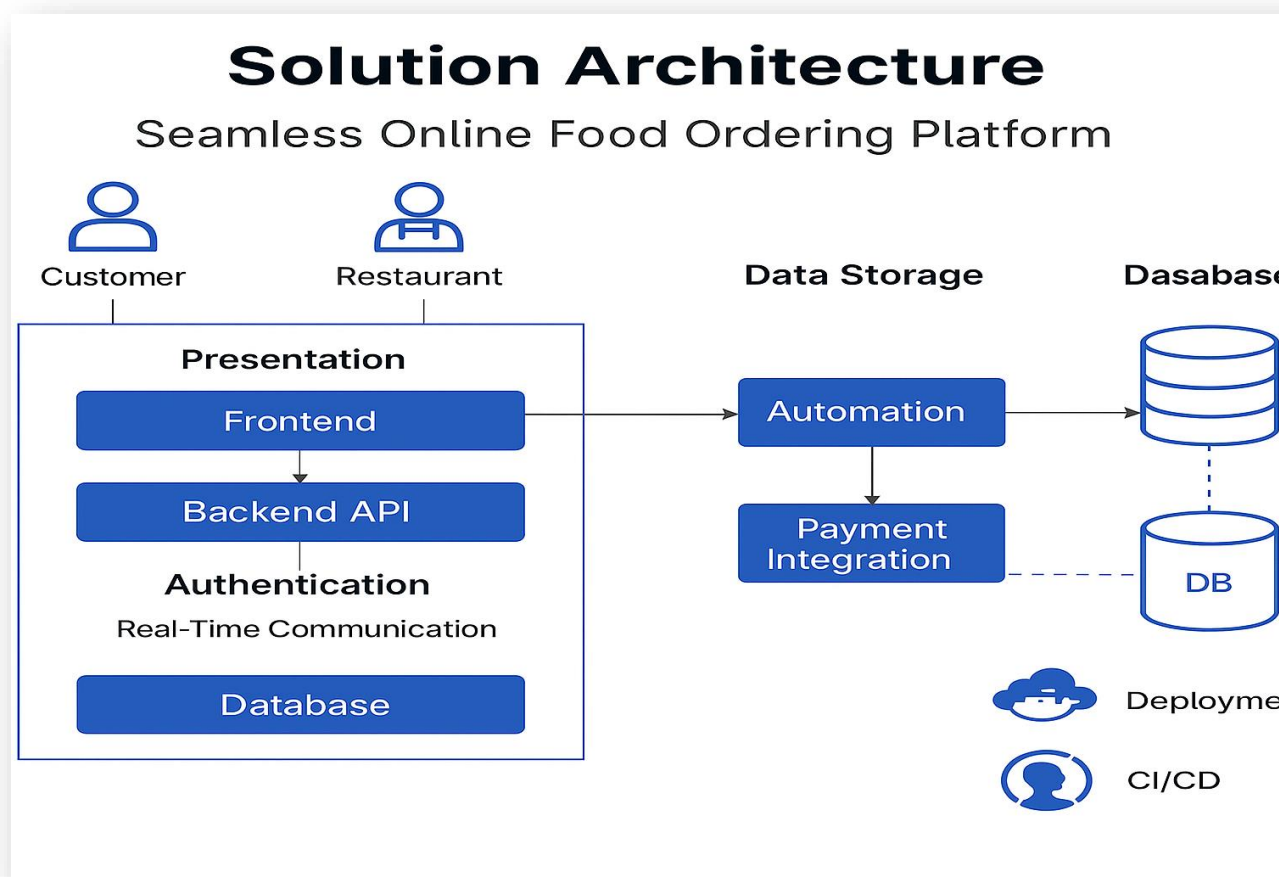 Solution Architecture
Seamless Online Food Ordering Platform
Customer
Restaurant
Data Storage
Dasabase
Presentation
Frontend
Backend API
Authentication
Real-Time Communication
Database
Automation
Payment
Integration
DB
Deployme
CI/CD